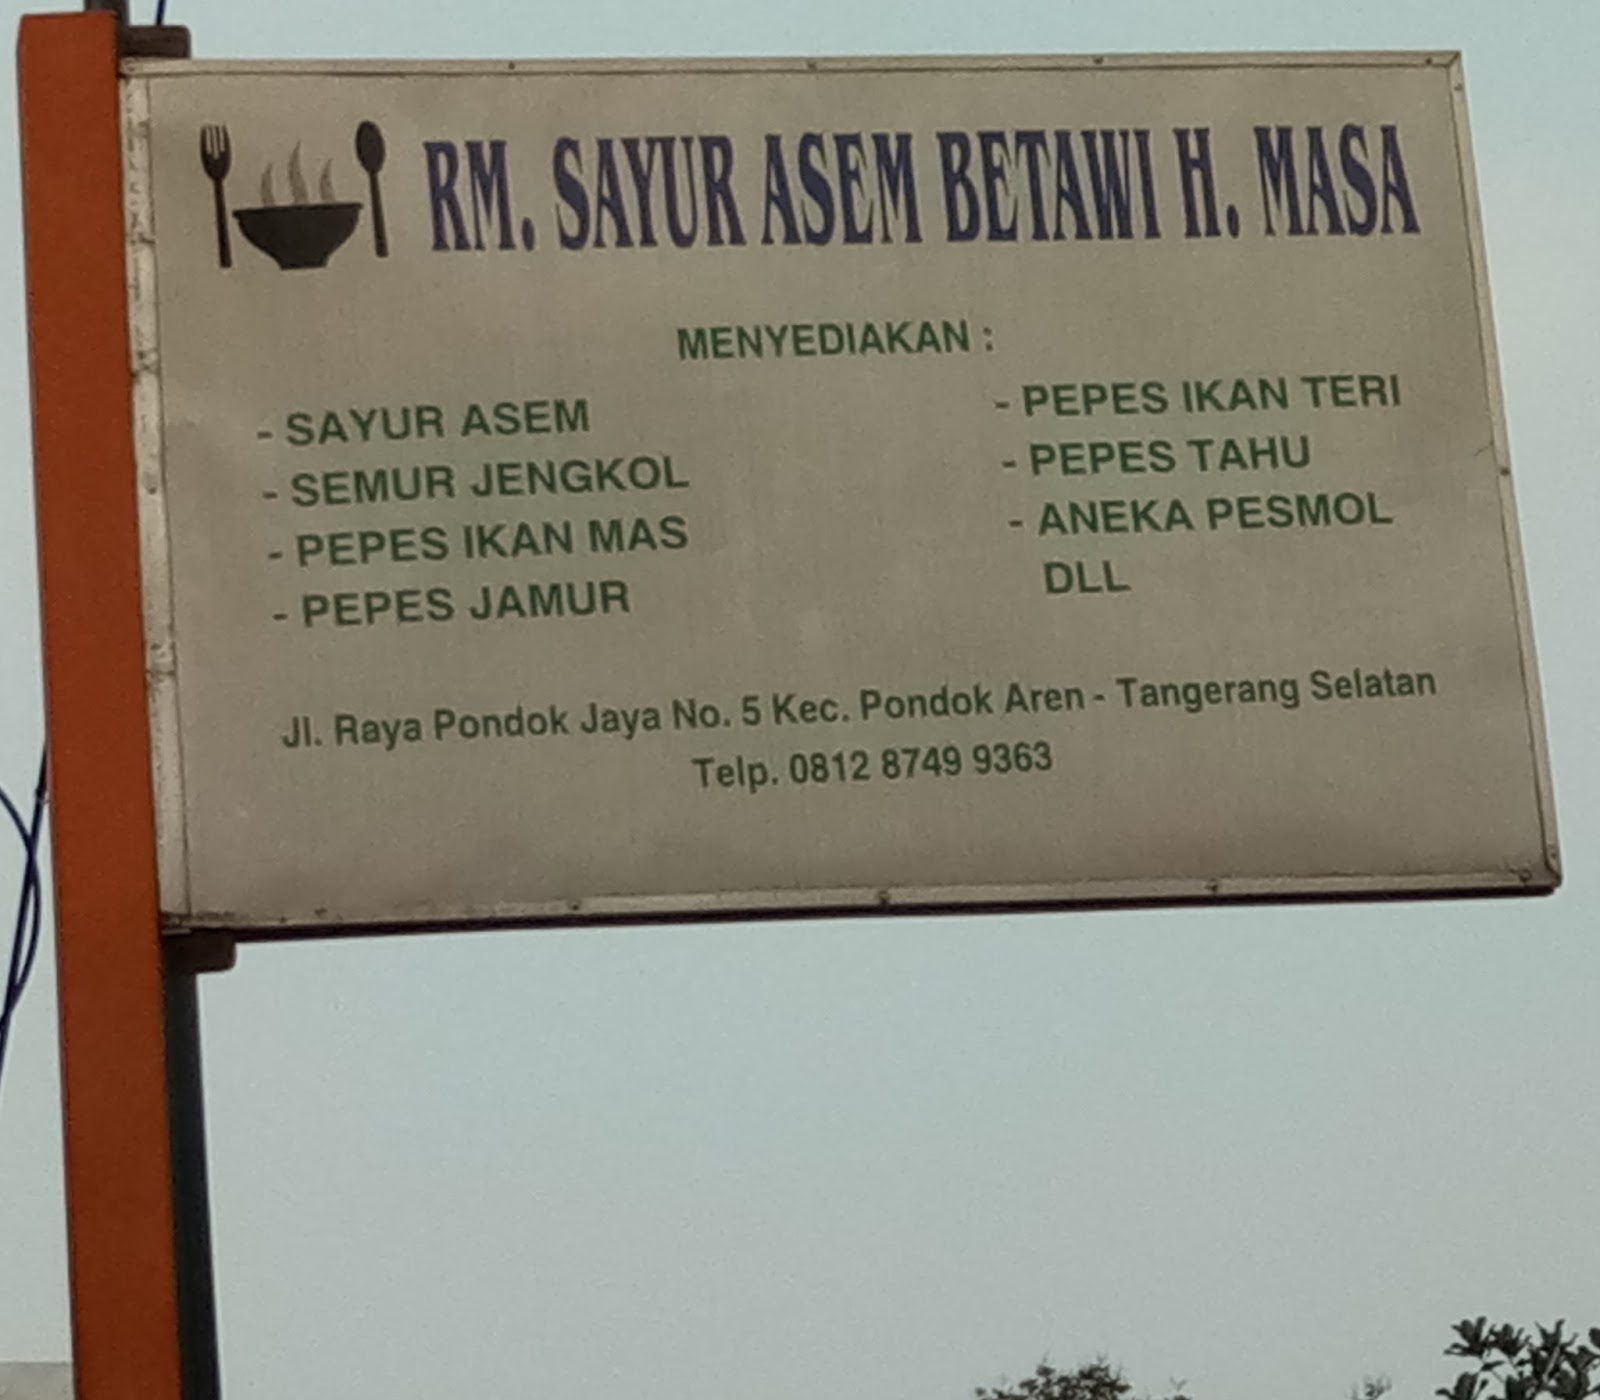 RM. SAYUR ASEM BETAWI H. MASA
MENYEDIAKAN :
- SAYUR ASEM
- SEMUR JENGKOL
- PEPES IKAN MAS
- PEPES JAMUR
- PEPES IKAN TERI
- PEPES TAHU
- ANEKA PESMOL
DLL
Jl. Raya Pondok Jaya No. 5 Kec. Pondok Aren - Tangerang Selatan
Telp. 0812 8749 9363